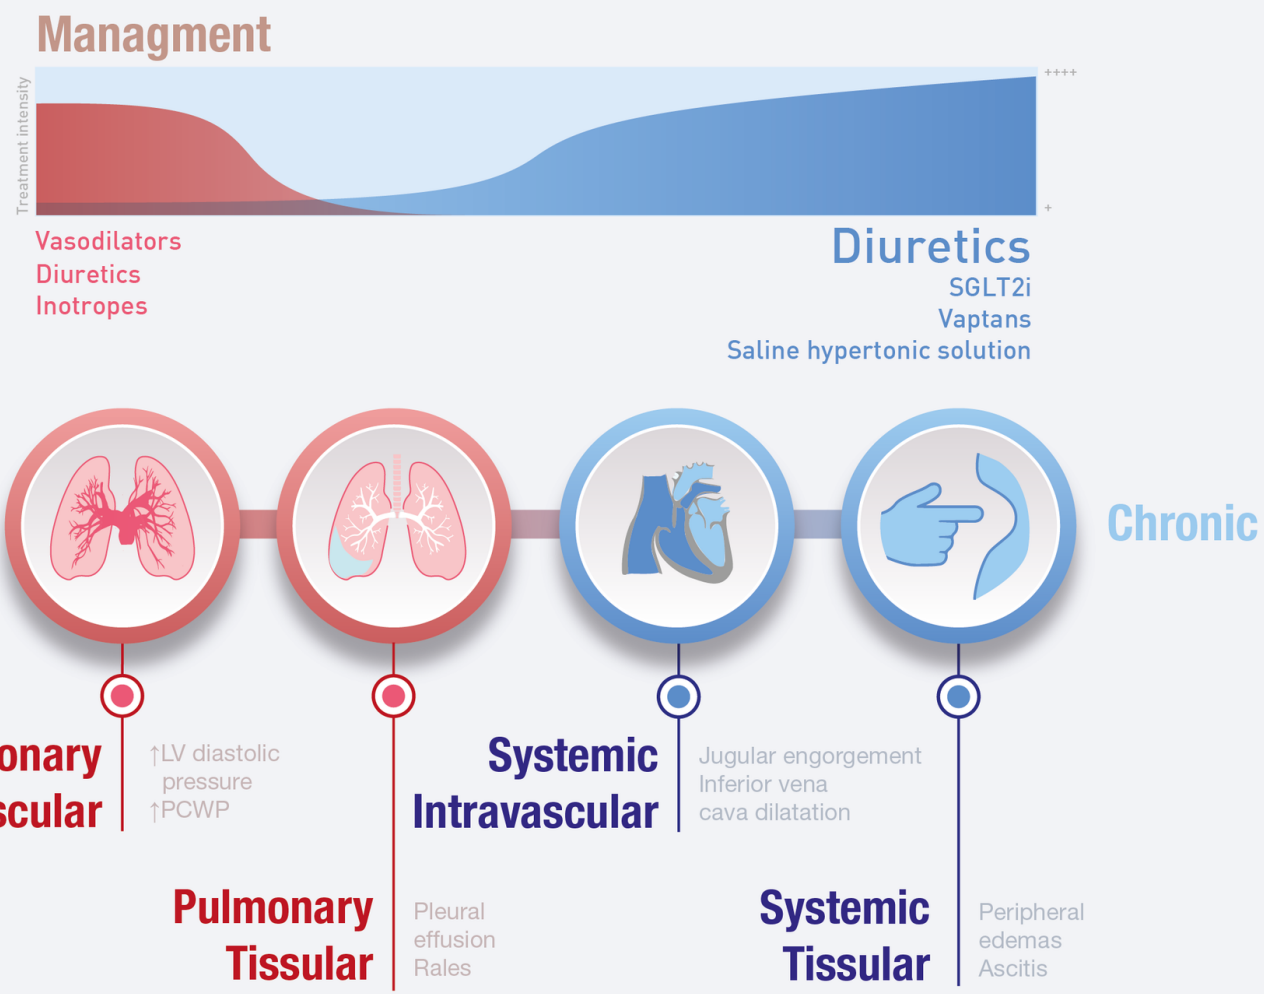 Managment
Treatment intensity
++++
+
Vasodilators
Diuretics
Inotropes
Diuretics
SGLT2i
Vaptans
Saline hypertonic solution
Chronic
onary
scular
↑LV diastolic
pressure
↑PCWP
Systemic
Intravascular
Jugular engorgement
Inferior vena
cava dilatation
Pulmonary
Tissular
Pleural
effusion
Rales
Systemic
Tissular
Peripheral
edemas
Ascitis